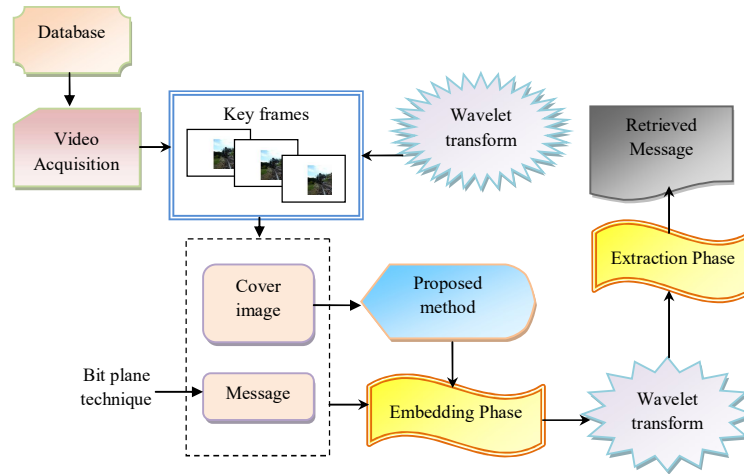 Database
Video
Acquisition
Key frames
Wavelet
transform
Retrieved
Message
Extraction Phase
Cover
image
Proposed
method
Bit plane
technique
Message
Embedding Phase
Wavelet
transform